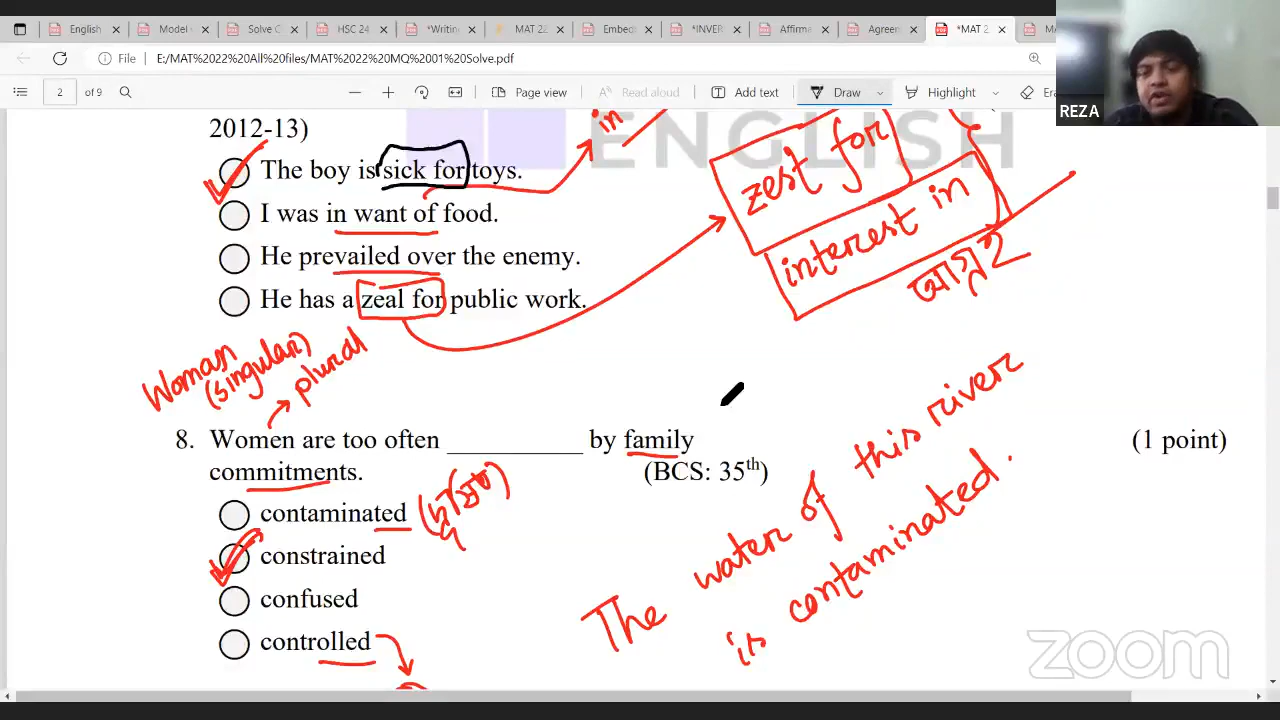 English
Model
Solve C
HSC 24
*Writin
MAT 22
Embed
*INVER
Affirma
Agreem
*MAT 2
M
File
E:/MAT%2022%20All%20files/MAT%2022%20MQ%2001%20Solve.pdf
2 of 9
Page view
Read aloud
Add text
Draw
Highlight
Era
REZA
ENGLISH
2012-13)
in
The boy is sick for toys.
I was in want of food.
He prevailed over the enemy.
He has a zeal for public work.
zest for
interest in
আগ্রহ
Woman
(singular)
plural
8. Women are too often __________ by family
(1 point)
commitments. (BCS: 35th)
contaminated
constrained
confused
controlled
The water of this river
is contaminated.
zoom